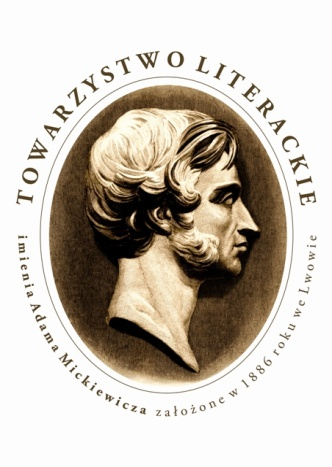 TOWARZYSTWO LITERACKIE
imienia Adama Mickiewicza założone w 1886 roku we Lwowie